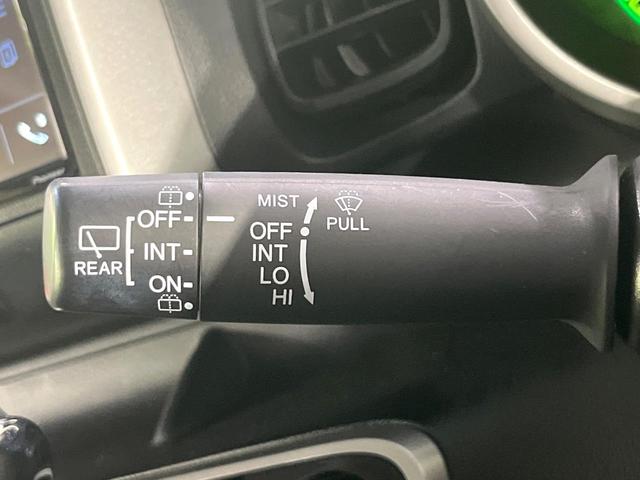 OFF
INT
ON
REAR
MIST
OFF
INT
LO
HI
PULL